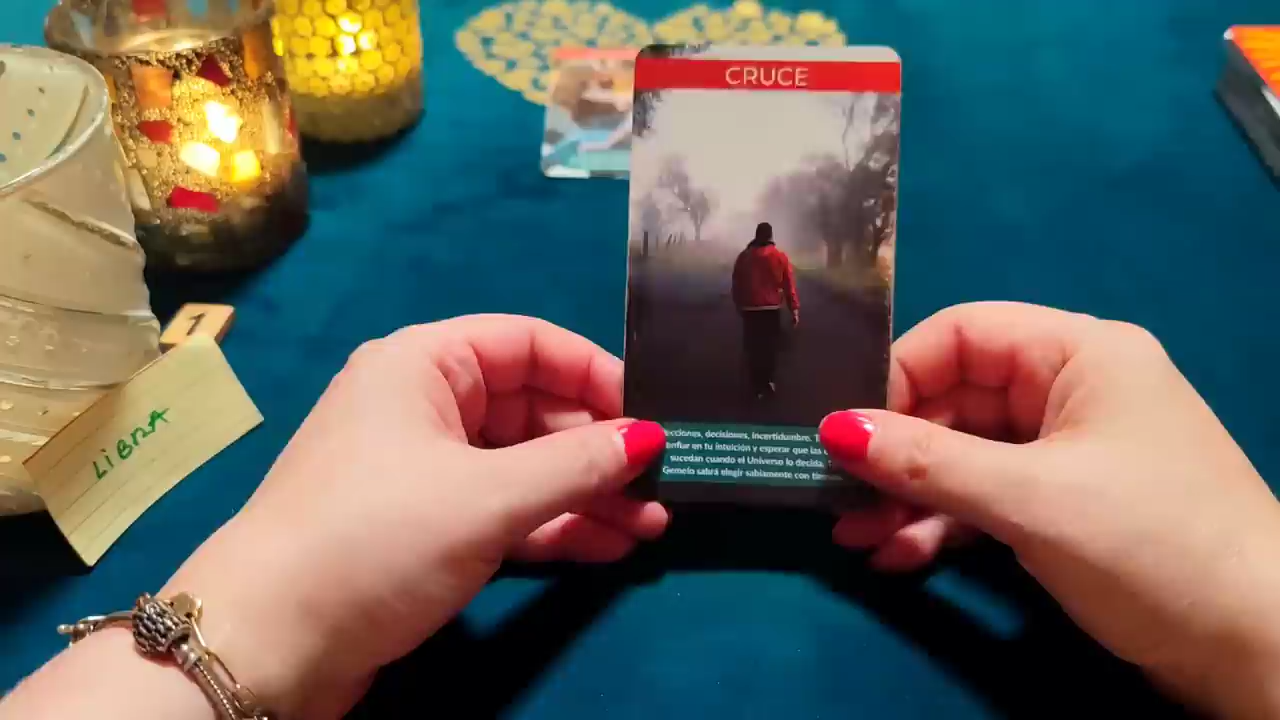 CRUCE
1
LIBRA
decisiones, incertidumbre.
en tu intuición y esperar que las
sucedan cuando el Universo lo decida.
Gemelo sabrá elegir sabiamente con